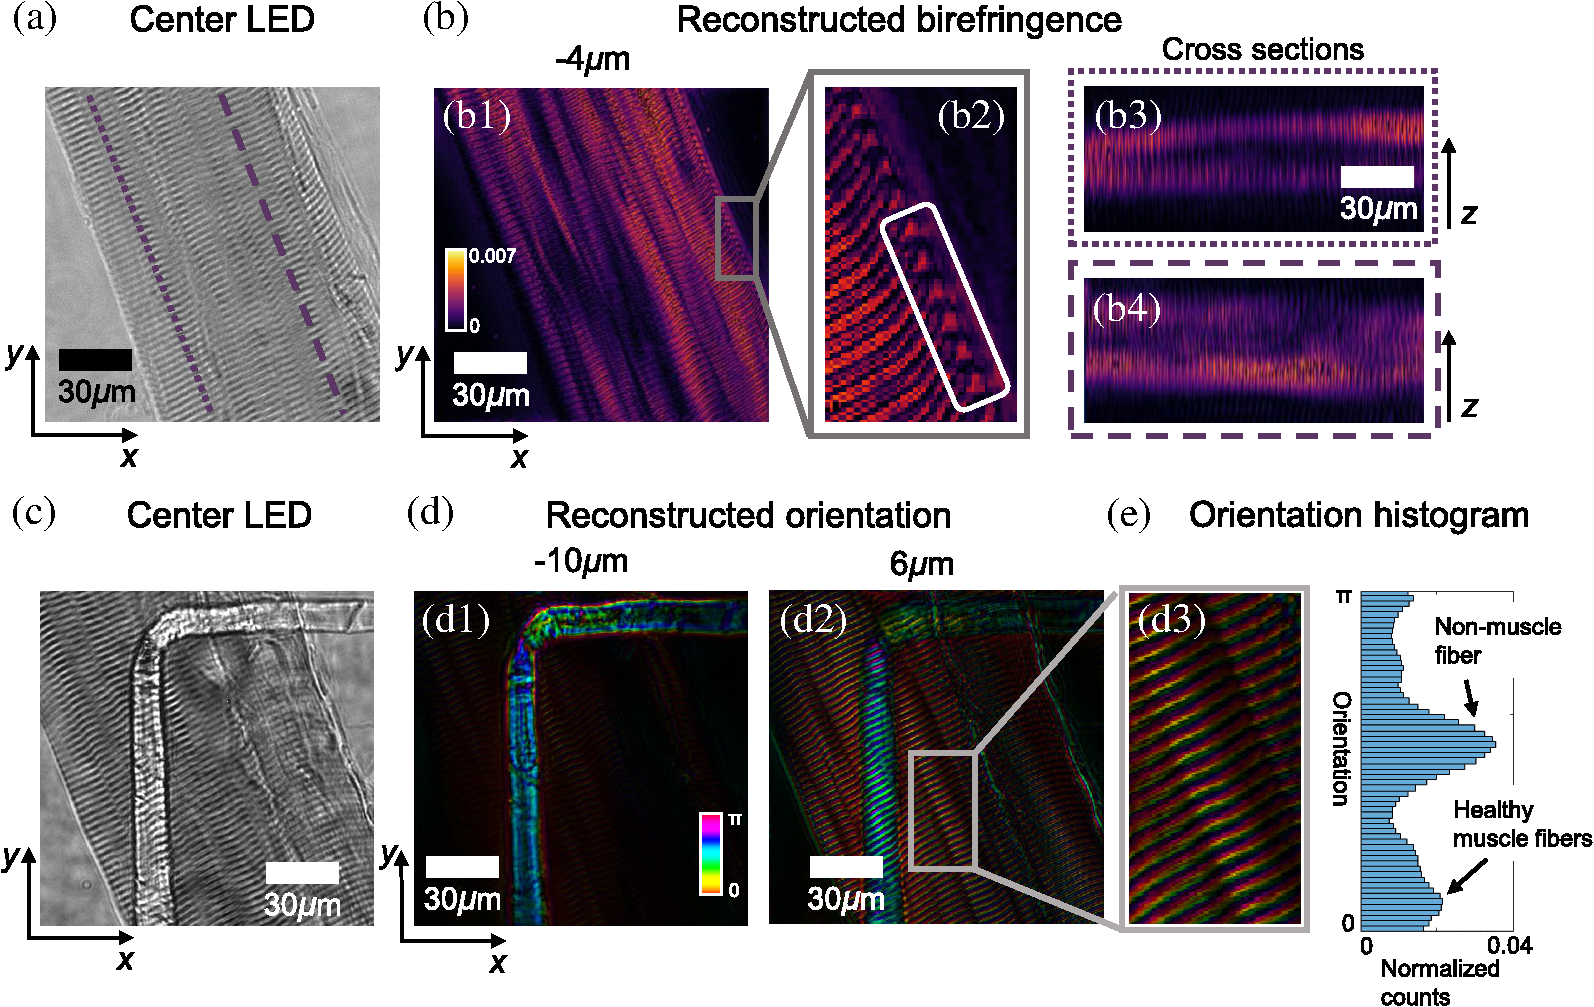 (a) Center LED
(b) Reconstructed birefringence
-4µm
Cross sections
(b1)
(b2)
(b3)
30µm
z
(b4)
z
0.007
0
30µm
y
x
30µm
y
x
(c) Center LED
(d) Reconstructed orientation
(e) Orientation histogram
-10µm
6µm
(d1)
(d2)
(d3)
π
0
30µm
y
x
30µm
y
x
30µm
π
Orientation
0
Non-muscle
fiber
Healthy
muscle fibers
0 0.04
Normalized
counts